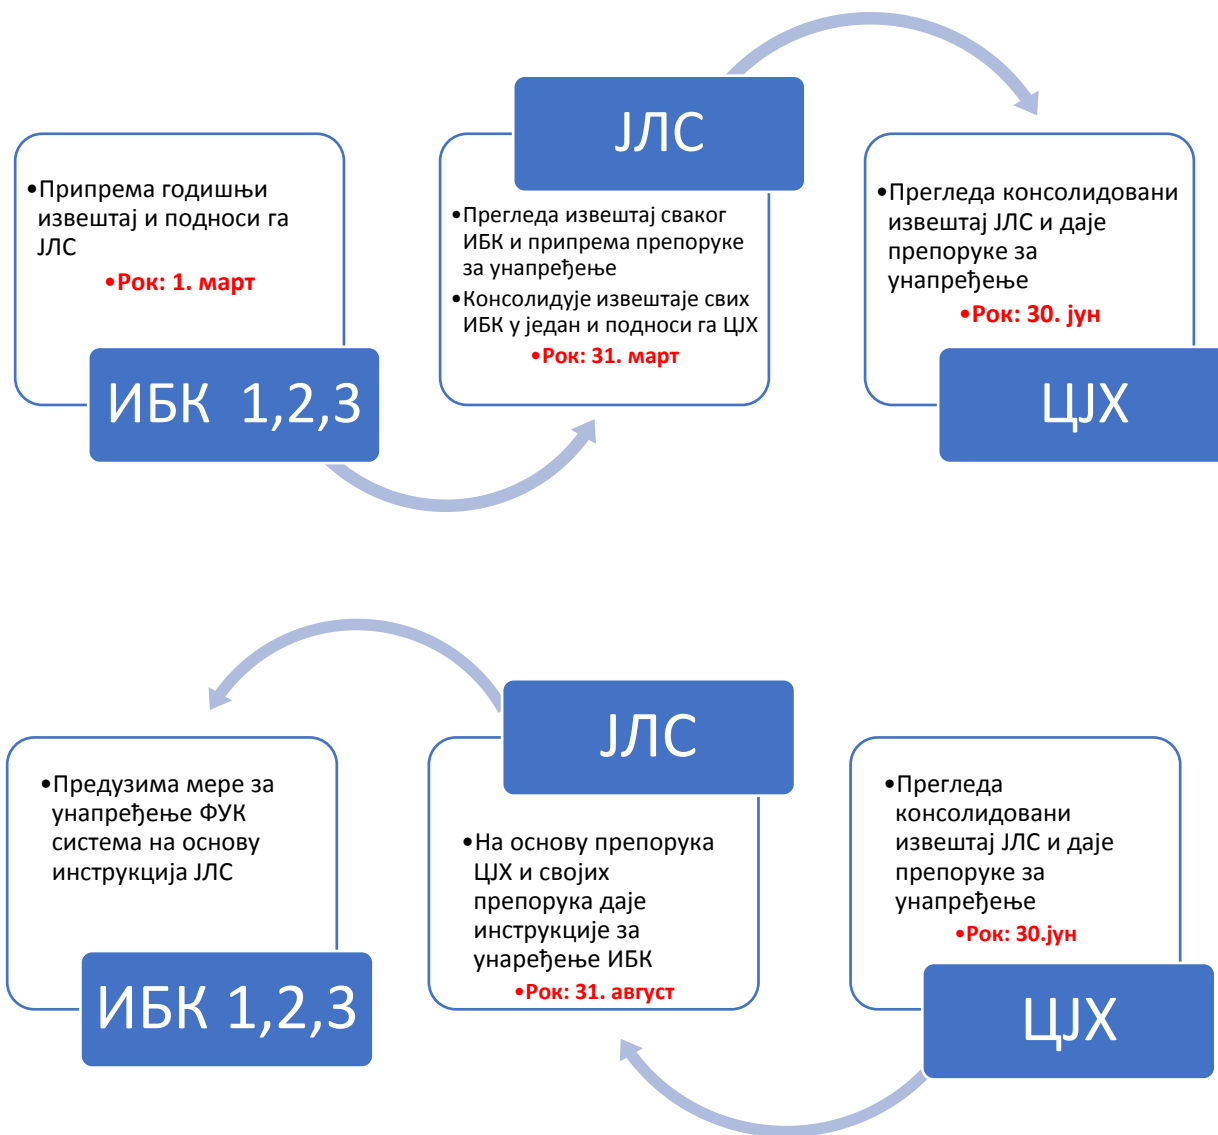 •Припрема годишњи
извештај и подноси га
ЈЛС
•Рок: 1. март
ИБК 1,2,3
ЈЛС
•Прегледа извештај сваког
ИБК и припрема препоруке
за унапређење
•Консолидује извештаје свих
ИБК у један и подноси га ЦЈХ
•Рок: 31. март
•Прегледа консолидовани
извештај ЈЛС и даје
препоруке за
унапређење
•Рок: 30. јун
ЦЈХ
•Предузима мере за
унапређење ФУК
система на основу
инструкција ЈЛС
ИБК 1,2,3
ЈЛС
•На основу препорука
ЦЈХ и својих
препорука даје
инструкције за
унаређење ИБК
•Рок: 31. август
•Прегледа
консолидовани
извештај ЈЛС и даје
препоруке за
унапређење
•Рок: 30.јун
ЦЈХ